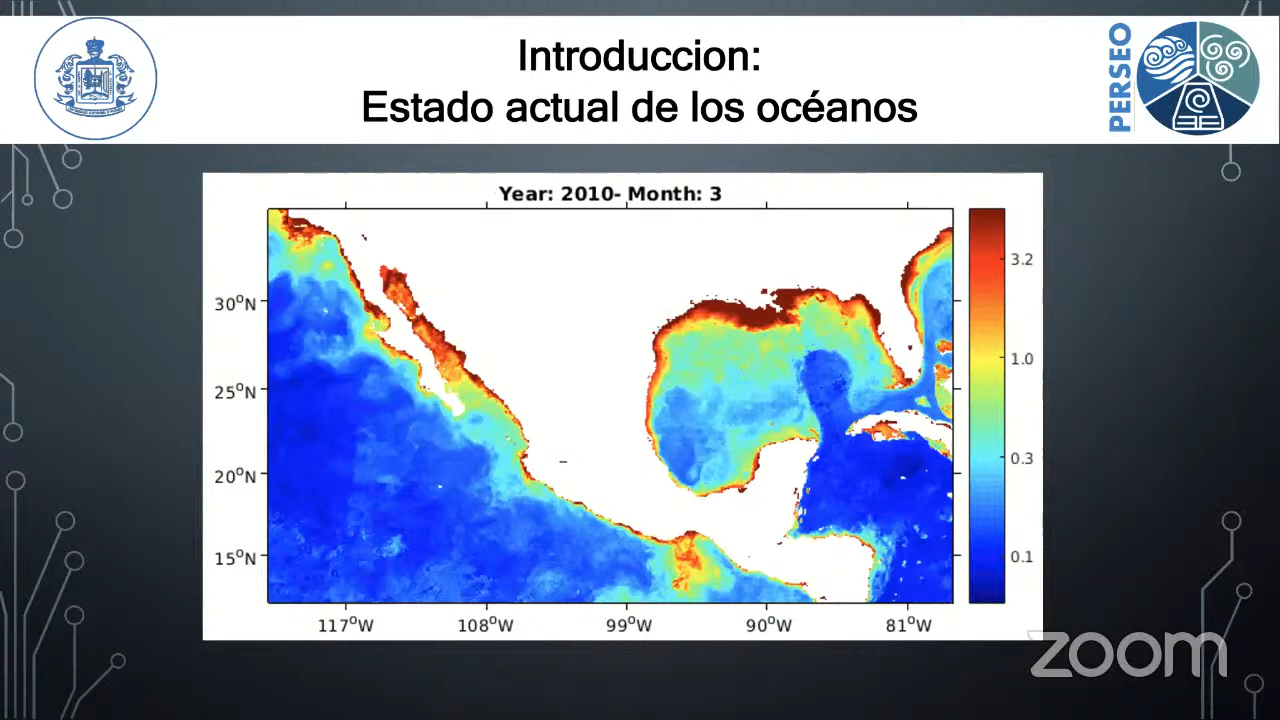 Introduccion:
Estado actual de los océanos
PERSEO
Year: 2010- Month: 3
30°N
25°N
20°N
15°N
117°W
108°W
99°W
90°W
81°W
3.2
1.0
0.3
0.1
zoom